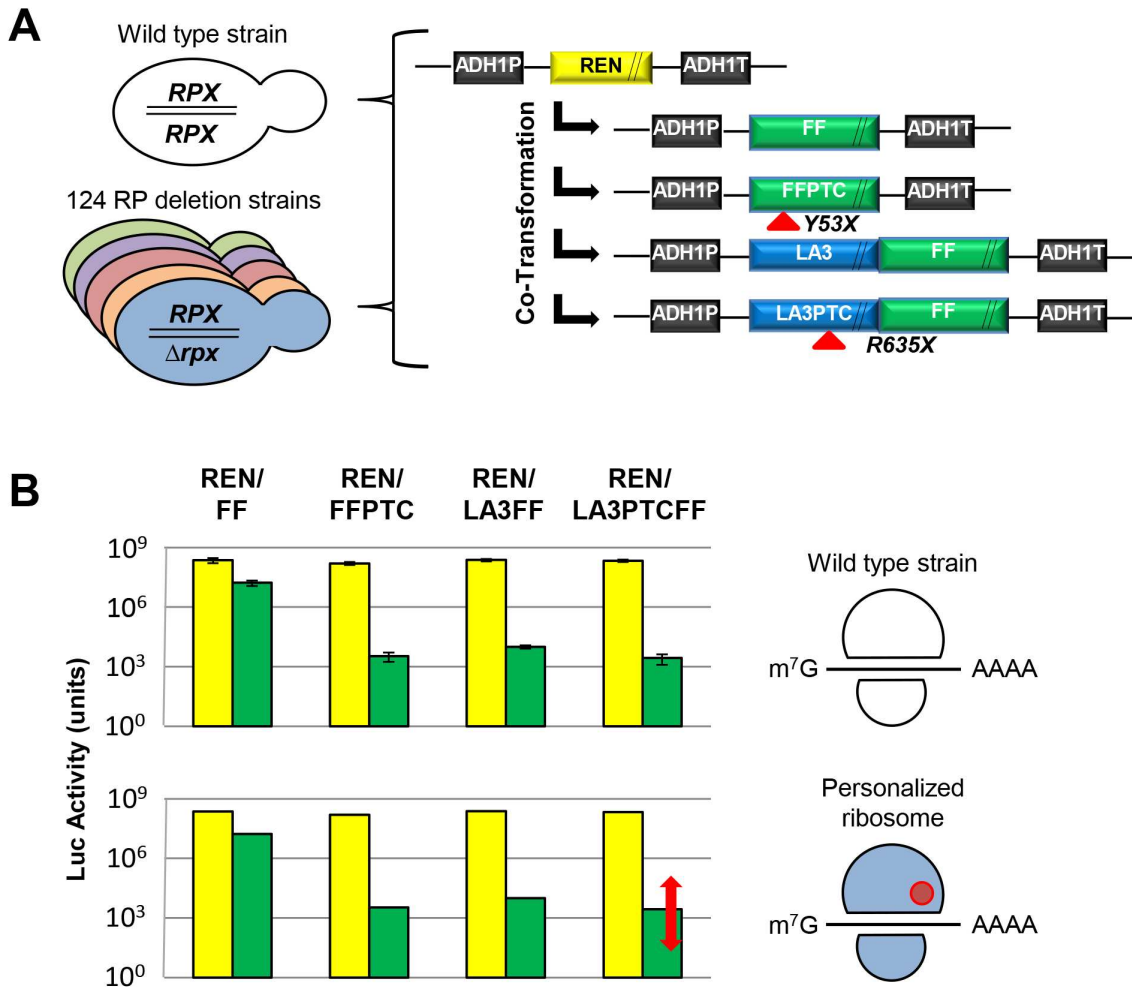 A
Wild type strain
RPX
RPX
124 RP deletion strains
RPX
Δrpx
Co-Transformation
ADH1P REN ADH1T
ADH1P FF ADH1T
ADH1P FFPTC ADH1T
Y53X
ADH1P LA3 FF ADH1T
ADH1P LA3PTC FF ADH1T
R635X
B
REN/ REN/ REN/ REN/
FF FFPTC LA3FF LA3PTCFF
Luc Activity (units)
10⁹
10⁶
10³
10⁰
10⁹
10⁶
10³
10⁰
Wild type strain
m⁷G AAAA
Personalized
ribosome
m⁷G AAAA